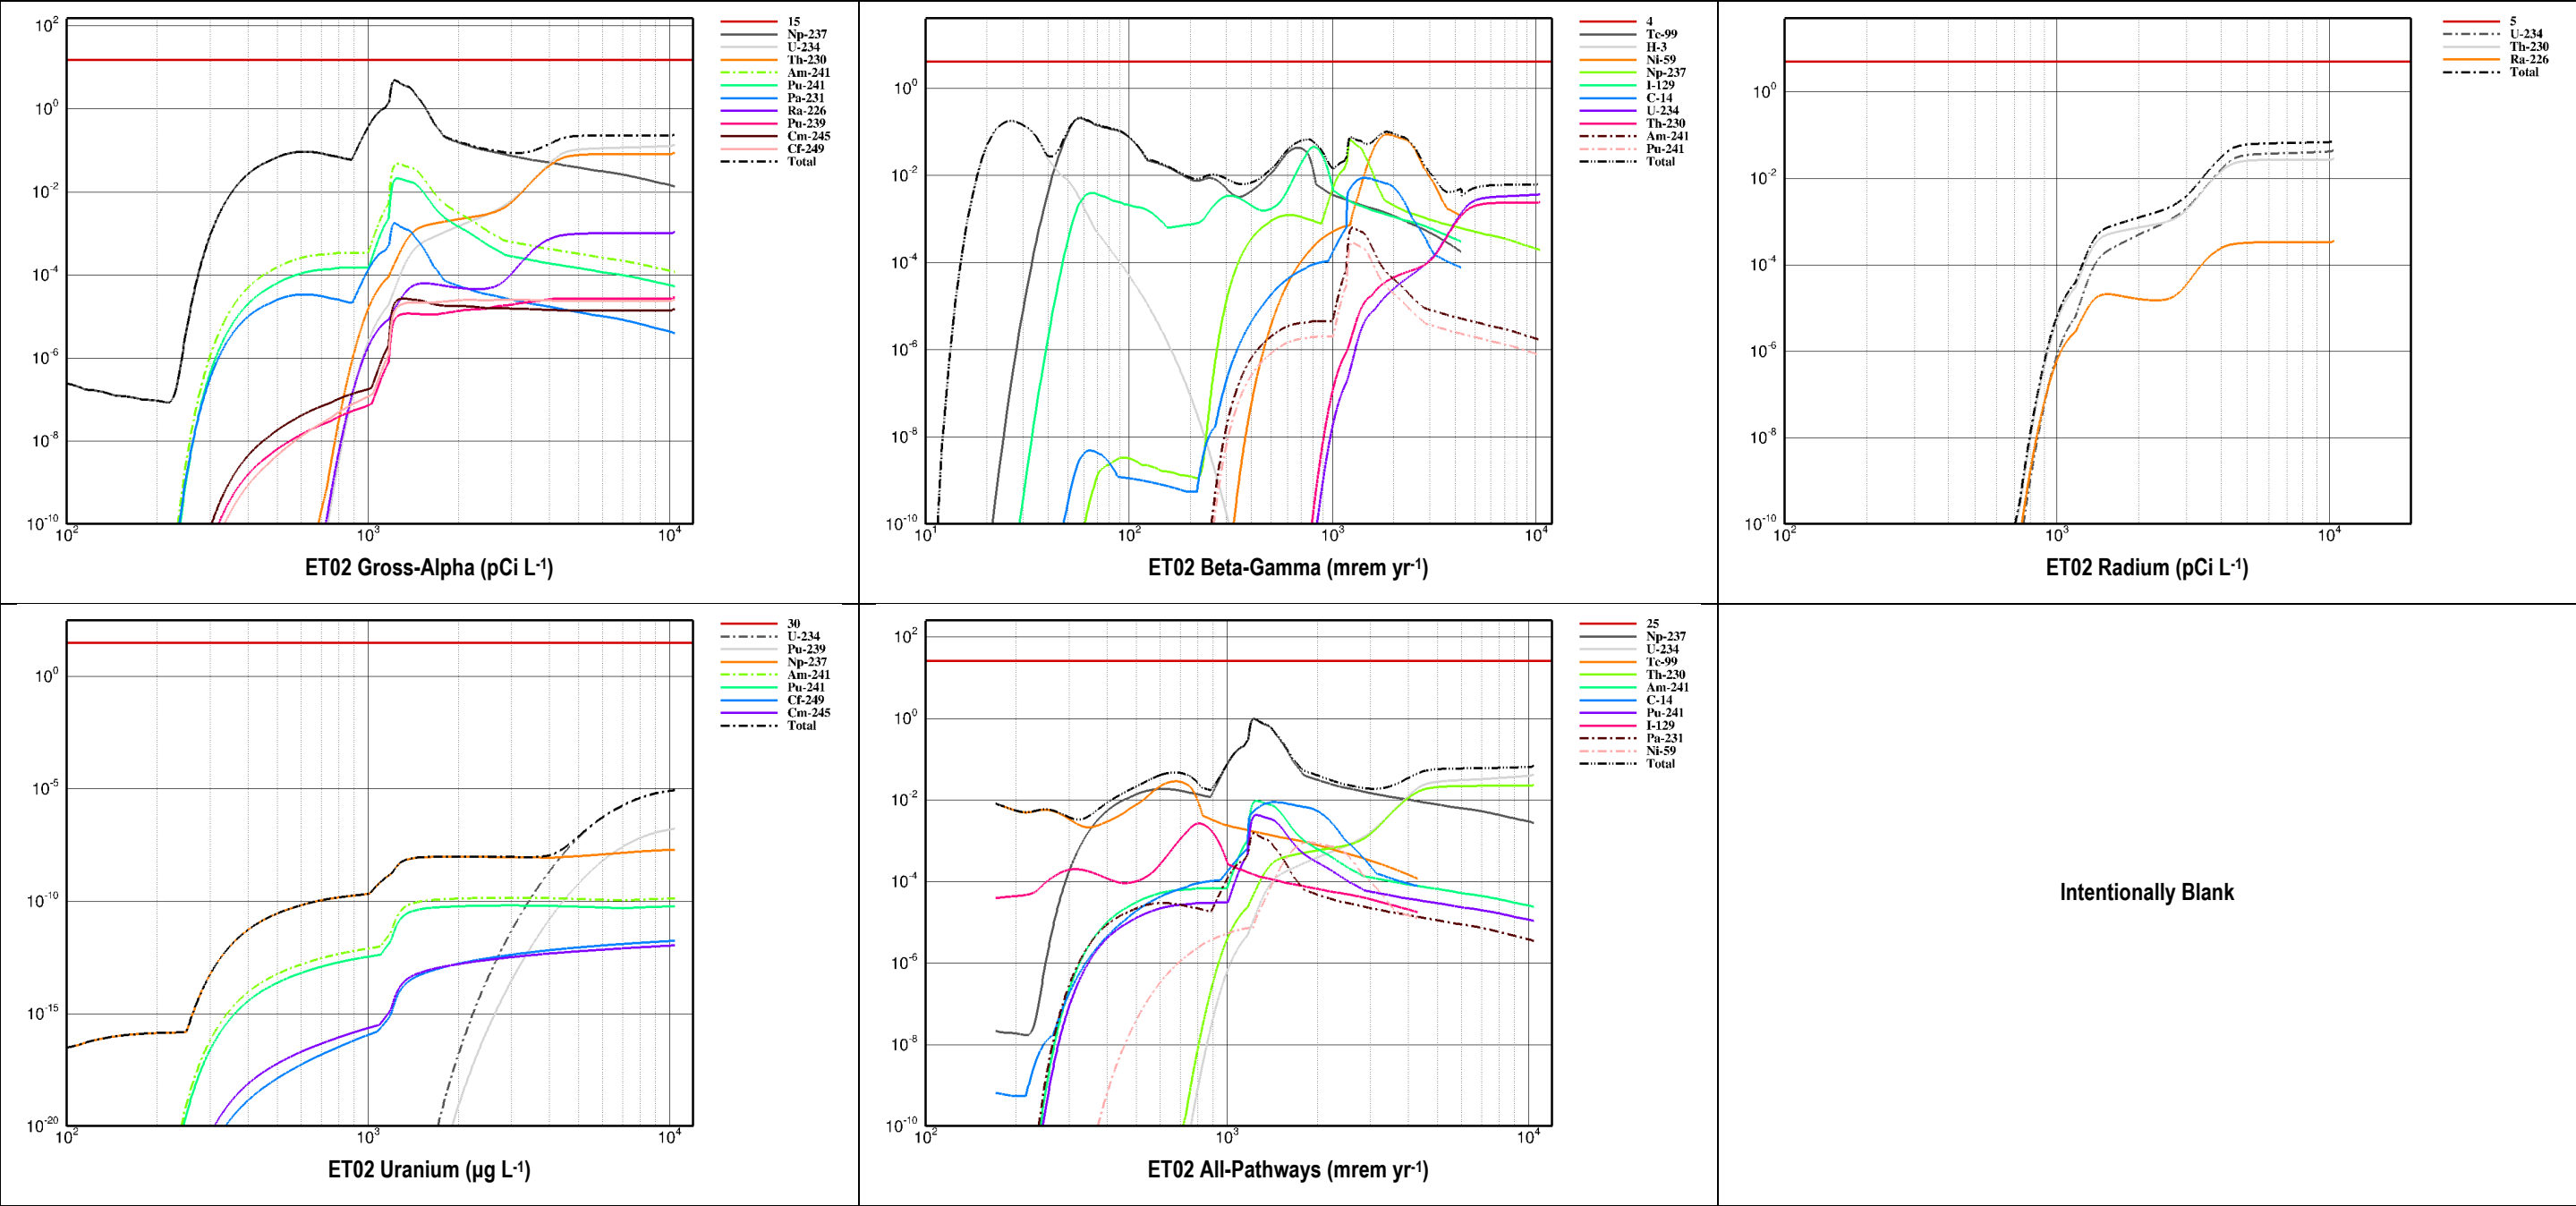 10²
10⁰
10⁻²
10⁻⁴
10⁻⁶
10⁻⁸
10⁻¹⁰
10²
10³
10⁴
15
Np-237
U-234
Th-230
Am-241
Pu-241
Pa-231
Ra-226
Pu-239
Cm-245
Cf-249
Total
ET02 Gross-Alpha (pCi L⁻¹)
10⁰
10⁻²
10⁻⁴
10⁻⁶
10⁻⁸
10⁻¹⁰
10¹
10²
10³
10⁴
4
Tc-99
H-3
Ni-59
Np-237
I-129
C-14
U-234
Th-230
Am-241
Pu-241
Total
ET02 Beta-Gamma (mrem yr⁻¹)
10⁰
10⁻²
10⁻⁴
10⁻⁶
10⁻⁸
10⁻¹⁰
10²
10³
10⁴
5
U-234
Th-230
Ra-226
Total
ET02 Radium (pCi L⁻¹)
10⁰
10⁻⁵
10⁻¹⁰
10⁻¹⁵
10⁻²⁰
10²
10³
10⁴
30
U-234
Pu-239
Np-237
Am-241
Pu-241
Cf-249
Cm-245
Total
ET02 Uranium (µg L⁻¹)
10²
10⁰
10⁻²
10⁻⁴
10⁻⁶
10⁻⁸
10⁻¹⁰
10²
10³
10⁴
25
Np-237
U-234
Tc-99
Th-230
Am-241
C-14
Pu-241
I-129
Pa-231
Ni-59
Total
ET02 All-Pathways (mrem yr⁻¹)
Intentionally Blank